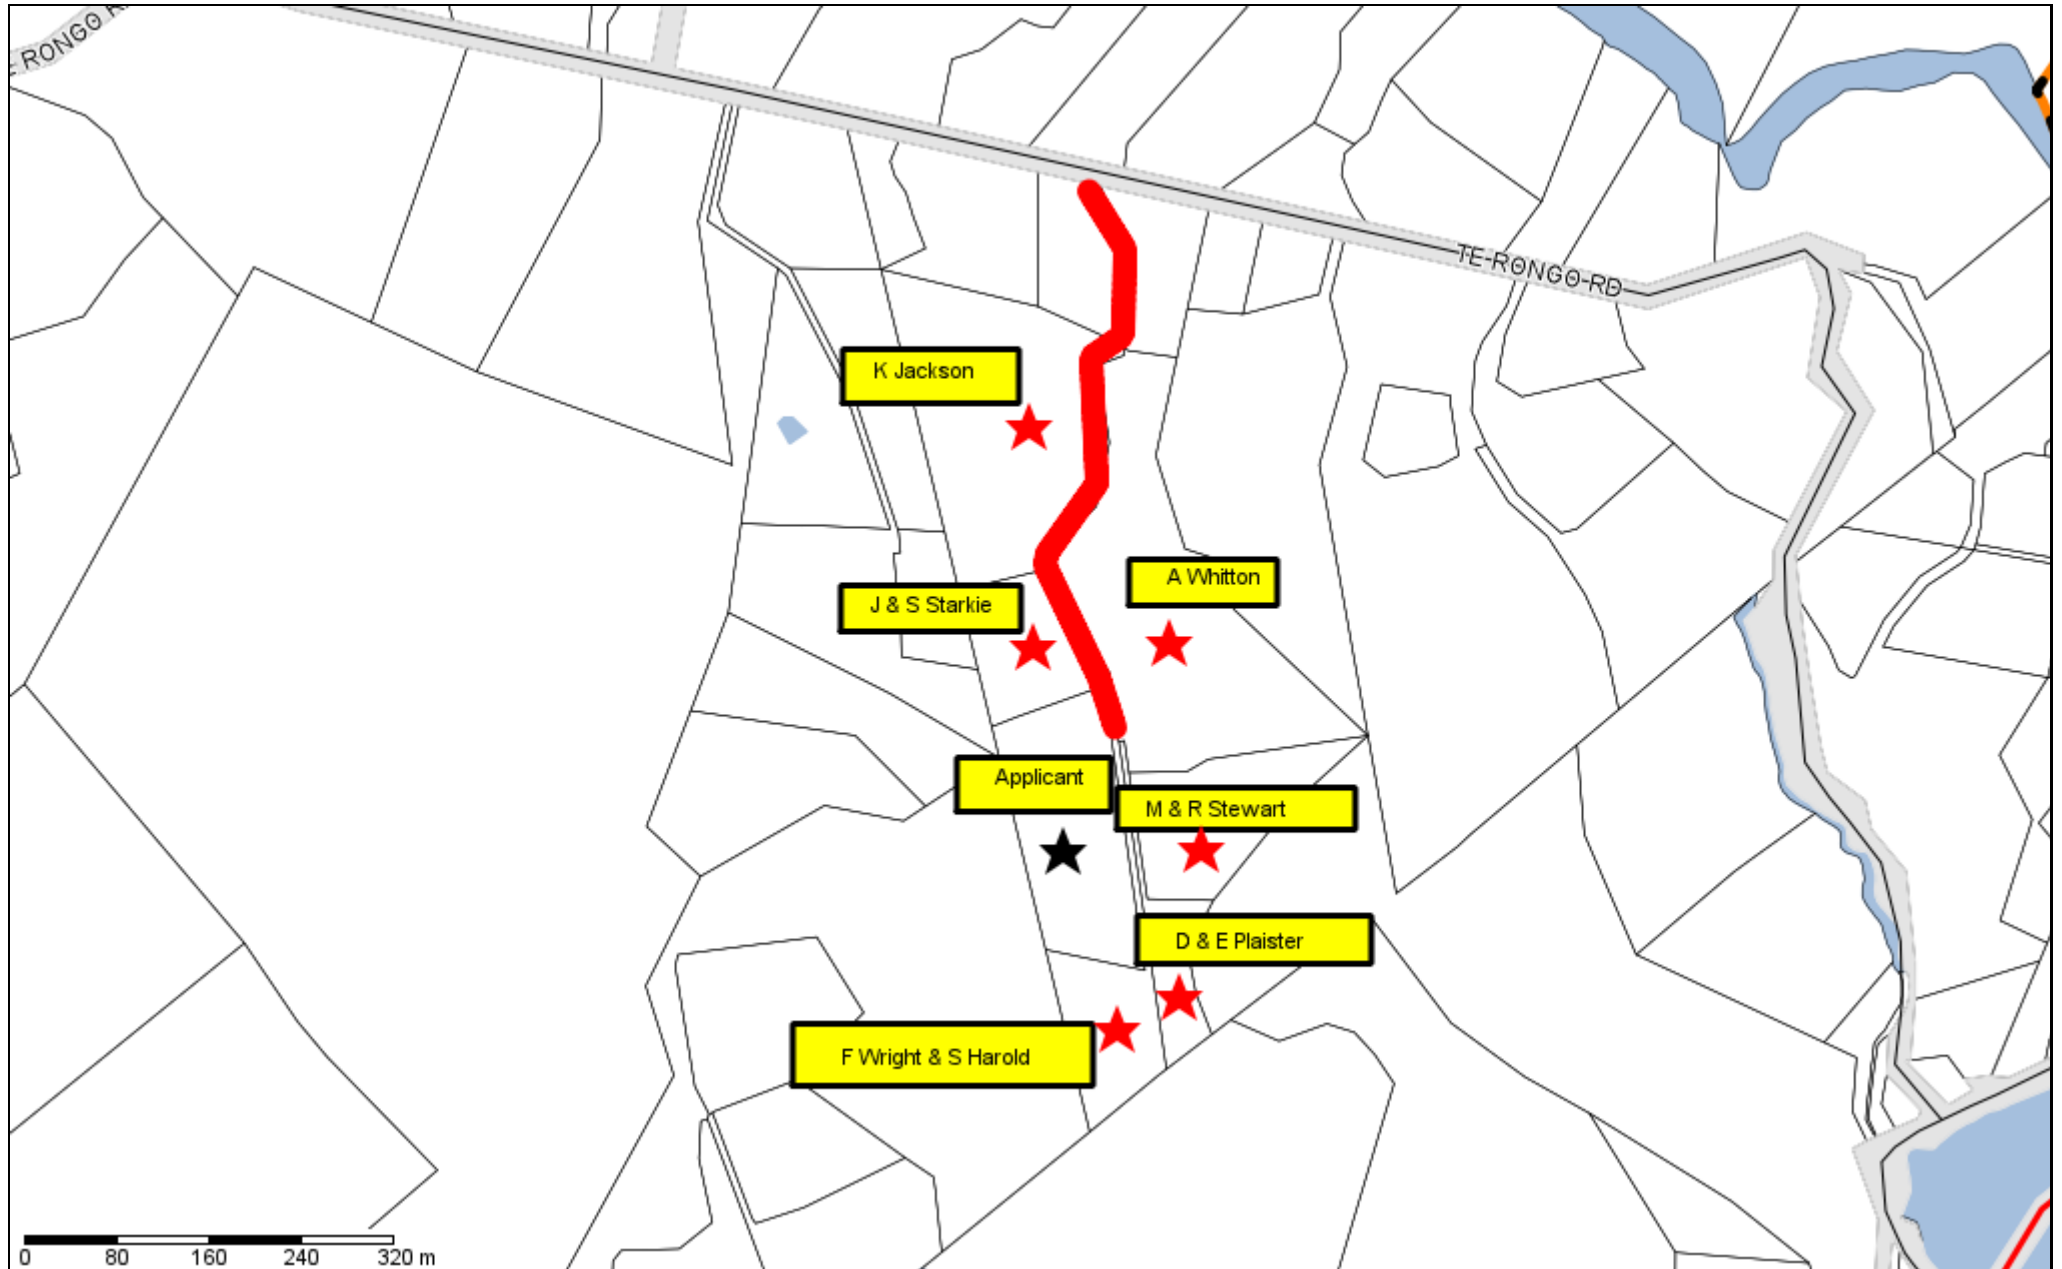 RONGO R
TE RONGO RD
K Jackson
A Whitton
J & S Starkie
Applicant
M & R Stewart
D & E Plaister
F Wright & S Harold
0 80 160 240 320 m